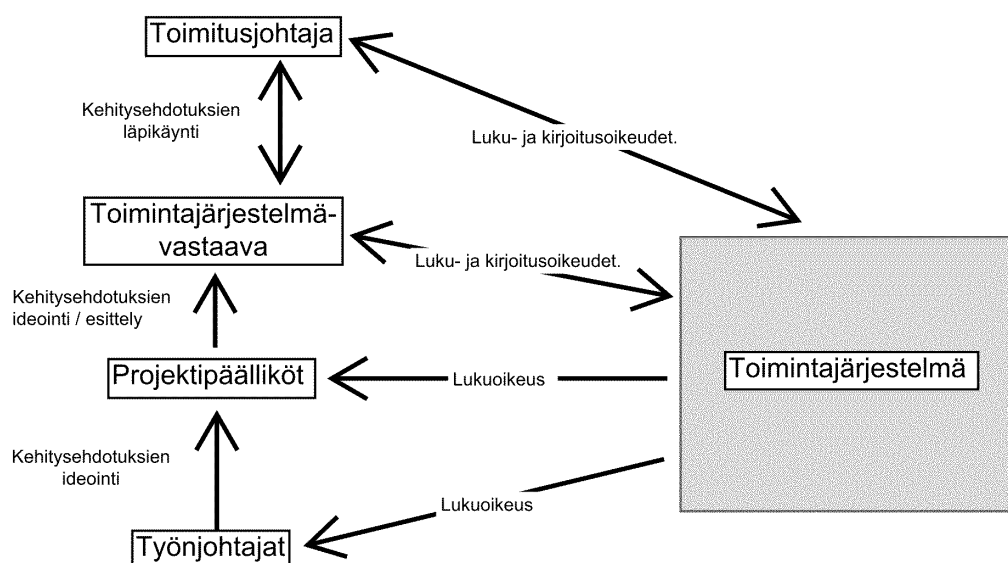 Toimitusjohtaja
Kehitysehdotuksien
läpikäynti
Luku- ja kirjoitusoikeudet.
Toimintajärjestelmä-
vastaava
Luku- ja kirjoitusoikeudet.
Kehitysehdotuksien
ideointi / esittely
Toimintajärjestelmä
Projektipäälliköt
Lukuoikeus
Kehitysehdotuksien
ideointi
Lukuoikeus
Työnjohtajat